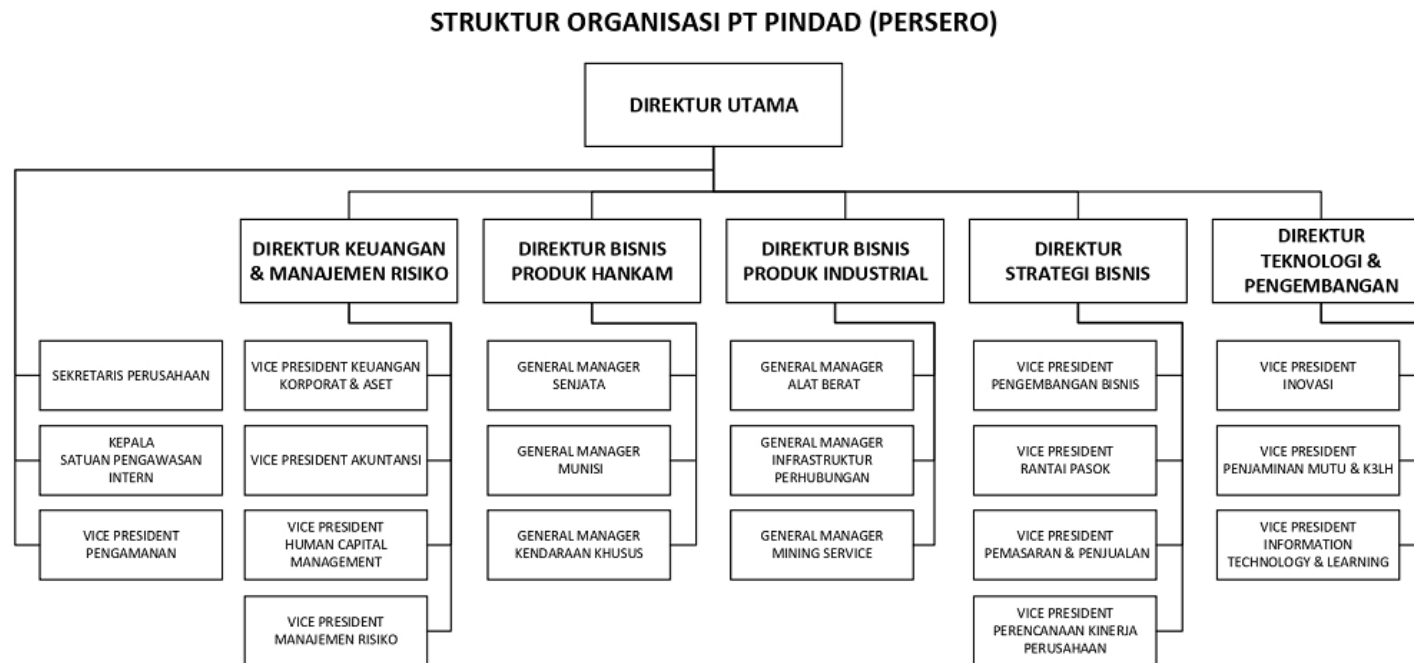 STRUKTUR ORGANISASI PT PINDAD (PERSERO)
DIREKTUR UTAMA
DIREKTUR KEUANGAN
& MANAJEMEN RISIKO
DIREKTUR BISNIS
PRODUK HANKAM
DIREKTUR BISNIS
PRODUK INDUSTRIAL
DIREKTUR
STRATEGI BISNIS
DIREKTUR
TEKNOLOGI &
PENGEMBANGAN
SEKRETARIS PERUSAHAAN
KEPALA
SATUAN PENGAWASAN
INTERN
VICE PRESIDENT
PENGAMANAN
VICE PRESIDENT KEUANGAN
KORPORAT & ASET
VICE PRESIDENT AKUNTANSI
VICE PRESIDENT
HUMAN CAPITAL
MANAGEMENT
VICE PRESIDENT
MANAJEMEN RISIKO
GENERAL MANAGER
SENJATA
GENERAL MANAGER
MUNISI
GENERAL MANAGER
KENDARAAN KHUSUS
GENERAL MANAGER
ALAT BERAT
GENERAL MANAGER
INFRASTRUKTUR
PERHUBUNGAN
GENERAL MANAGER
MINING SERVICE
VICE PRESIDENT
PENGEMBANGAN BISNIS
VICE PRESIDENT
RANTAI PASOK
VICE PRESIDENT
PEMASARAN & PENJUALAN
VICE PRESIDENT
PERENCANAAN KINERJA
PERUSAHAAN
VICE PRESIDENT
INOVASI
VICE PRESIDENT
PENJAMINAN MUTU & K3LH
VICE PRESIDENT
INFORMATION
TECHNOLOGY & LEARNING